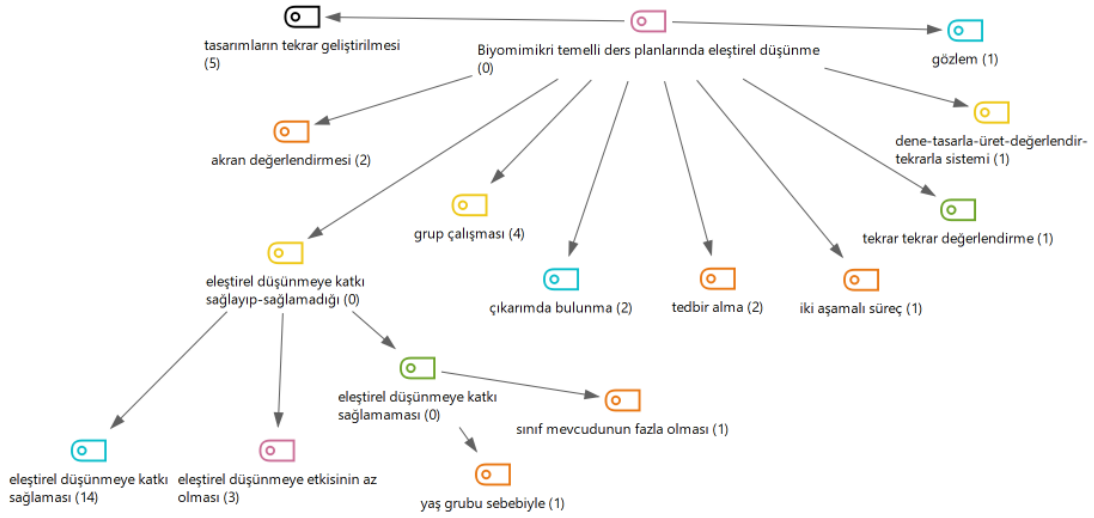 tasarımların tekrar geliştirilmesi
(5)
Biyomimikri temelli ders planlarında eleştirel düşünme
(0)
gözlem (1)
akran değerlendirmesi (2)
dene-tasarla-üret-değerlendir-
tekrarla sistemi (1)
grup çalışması (4)
tekrar tekrar değerlendirme (1)
eleştirel düşünmeye katkı
sağlayıp-sağlamadığı (0)
çıkarımda bulunma (2)
tedbir alma (2)
iki aşamalı süreç (1)
eleştirel düşünmeye katkı
sağlamaması (0)
sınıf mevcudunun fazla olması (1)
eleştirel düşünmeye katkı
sağlaması (14)
eleştirel düşünmeye etkisinin az
olması (3)
yaş grubu sebebiyle (1)